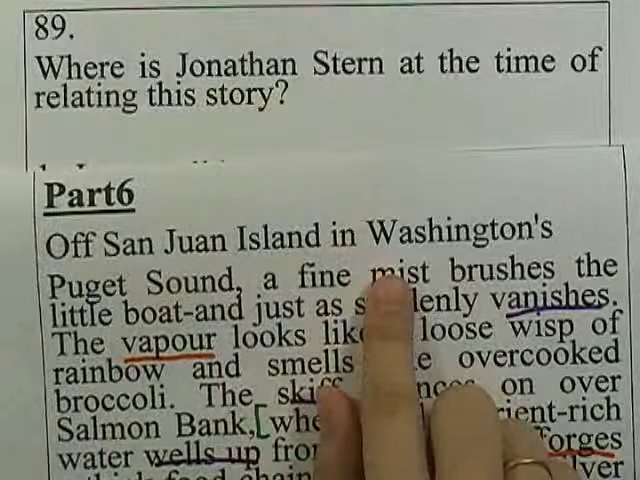 89.
Where is Jonathan Stern at the time of
relating this story?
Part6
Off San Juan Island in Washington's
Puget Sound, a fine mist brushes the
little boat-and just as vanishes.
The vapour looks loose wisp of
rainbow and smells overcooked
broccoli. The on over
Salmon Bank,[
water wells up forges